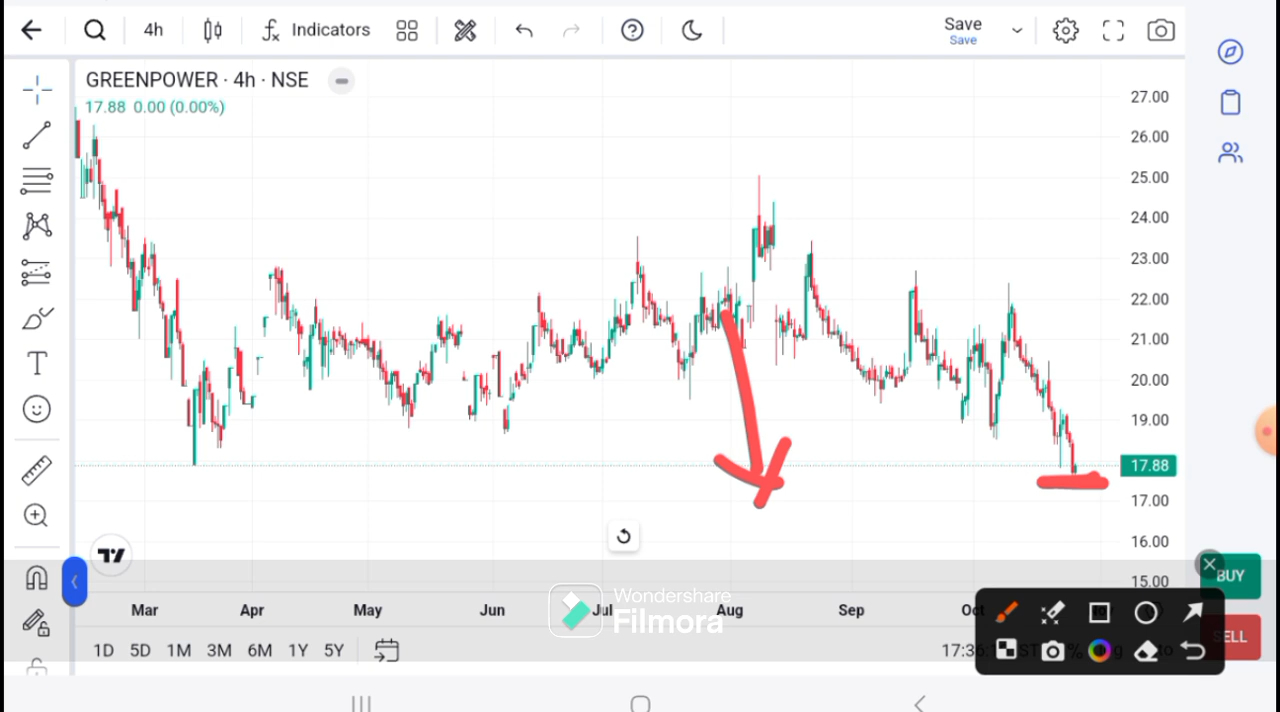 4h
Indicators
Save
Save
GREENPOWER · 4h · NSE
17.88 0.00 (0.00%)
27.00
26.00
25.00
24.00
23.00
22.00
21.00
20.00
19.00
17.88
17.00
16.00
15.00
BUY
SELL
Wondershare
Filmora
Mar
Apr
May
Jun
Jul
Aug
Sep
1D
5D
1M
3M
6M
1Y
5Y